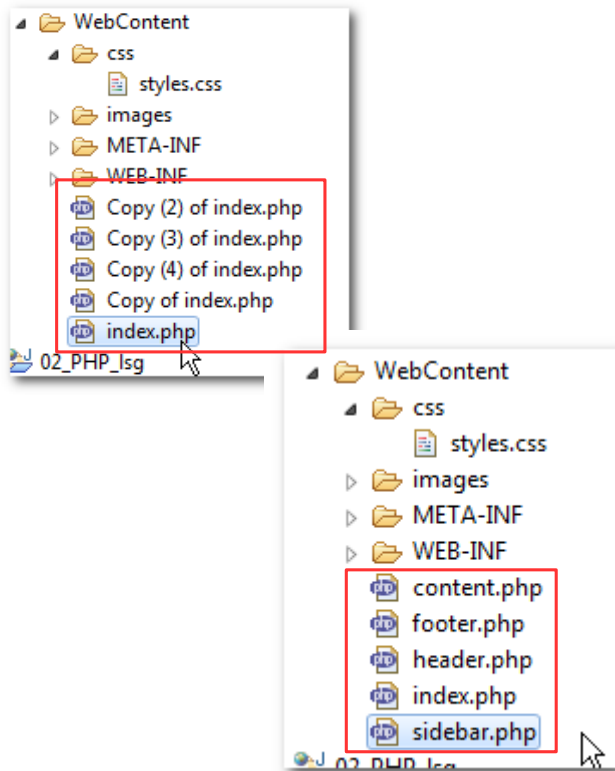 WebContent
css
styles.css
images
META-INF
WEB-INF
Copy (2) of index.php
Copy (3) of index.php
Copy (4) of index.php
Copy of index.php
index.php
02_PHP_lsg
WebContent
css
styles.css
images
META-INF
WEB-INF
content.php
footer.php
header.php
index.php
sidebar.php
02_PHP_lsg